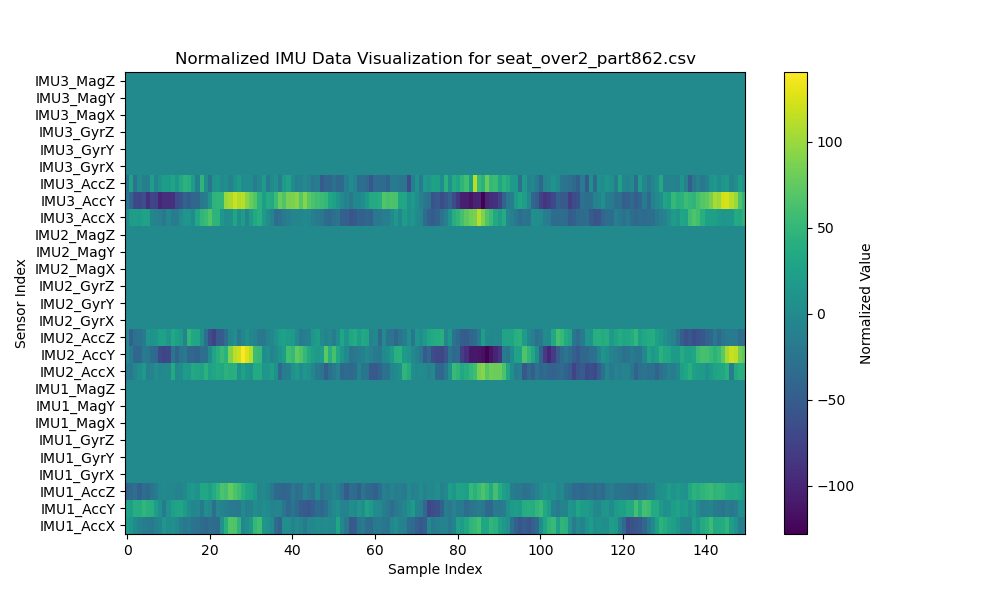 Normalized IMU Data Visualization for seat_over2_part862.csv
IMU3_MagZ
IMU3_MagY
IMU3_MagX
IMU3_GyrZ
IMU3_GyrY
IMU3_GyrX
IMU3_AccZ
IMU3_AccY
IMU3_AccX
IMU2_MagZ
IMU2_MagY
IMU2_MagX
IMU2_GyrZ
IMU2_GyrY
IMU2_GyrX
IMU2_AccZ
IMU2_AccY
IMU2_AccX
IMU1_MagZ
IMU1_MagY
IMU1_MagX
IMU1_GyrZ
IMU1_GyrY
IMU1_GyrX
IMU1_AccZ
IMU1_AccY
IMU1_AccX
Sensor Index
0 20 40 60 80 100 120 140
Sample Index
100
50
0
−50
−100
Normalized Value